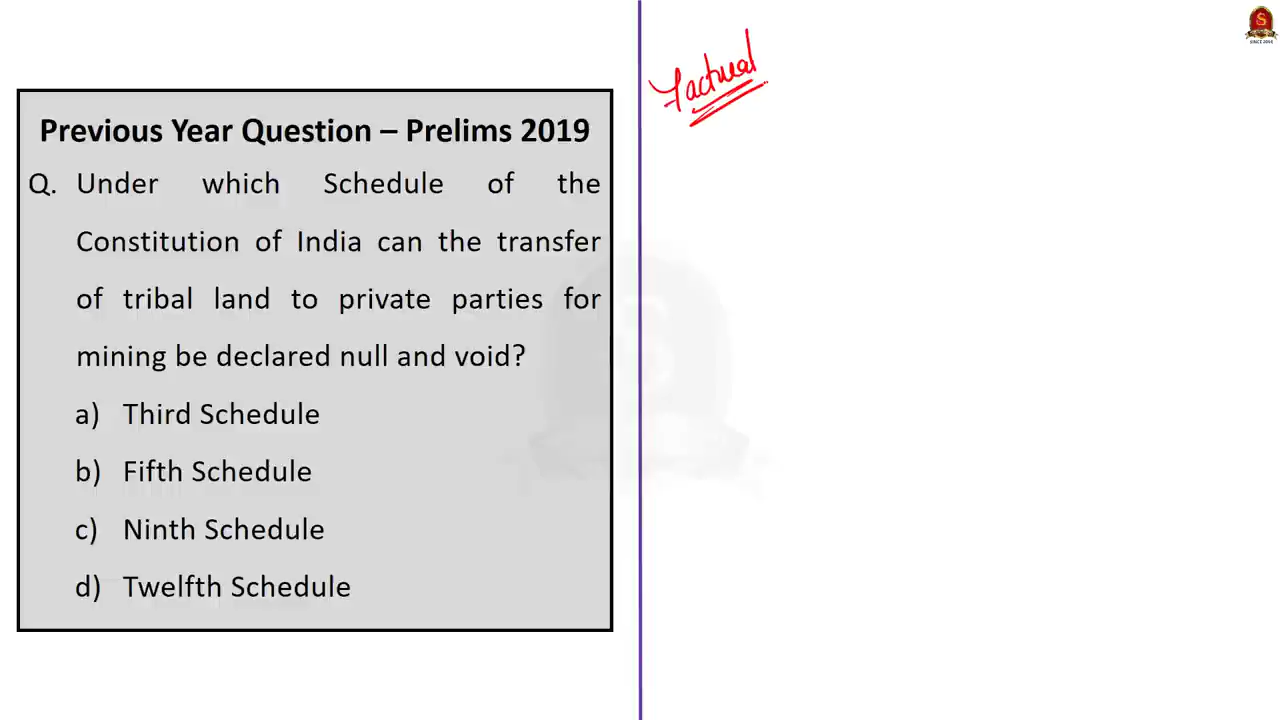 Previous Year Question – Prelims 2019
Q. Under which Schedule of the
Constitution of India can the transfer
of tribal land to private parties for
mining be declared null and void?
a) Third Schedule
b) Fifth Schedule
c) Ninth Schedule
d) Twelfth Schedule
Factual
S
SINCE 2004